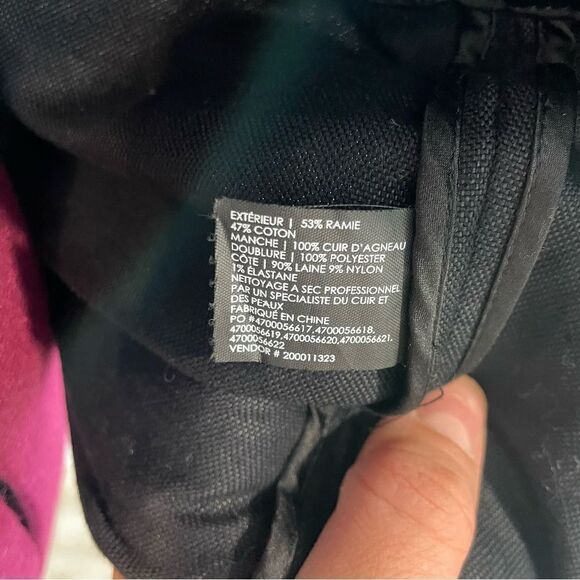 EXTÉRIEUR | 53% RAMIE
47% COTON
MANCHE | 100% CUIR D'AGNEAU
DOUBLURE | 100% POLYESTER
CÔTE | 90% LAINE 9% NYLON
1% ÉLASTANE
NETTOYAGE A SEC PROFESSIONNEL
PAR UN SPECIALISTE DU CUIR ET
DES PEAUX
FABRIQUÉ EN CHINE
PO #4700056617,4700056618,
4700056619,4700056620,4700056621,
4700056622
VENDOR # 200011323